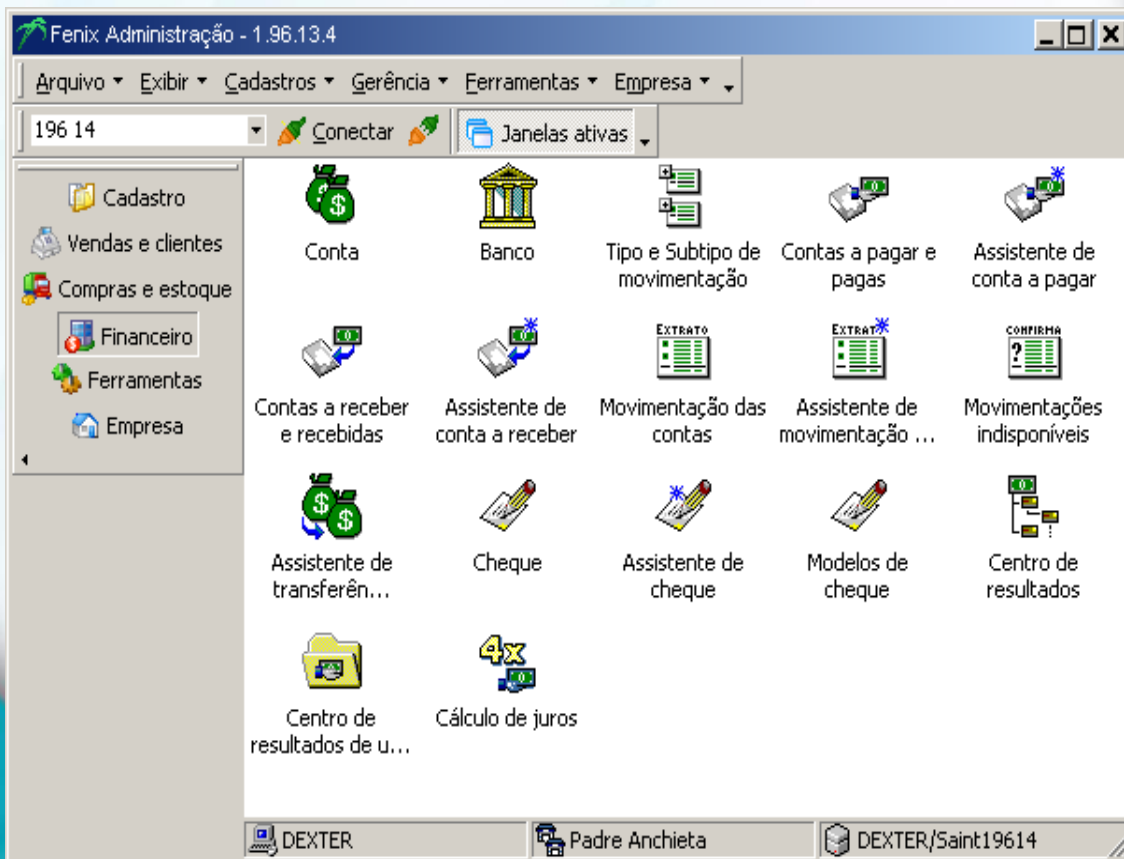 Fenix Administração - 1.96.13.4
Arquivo Exibir Cadastros Gerência Ferramentas Empresa
196 14 Conectar Janelas ativas
Cadastro
Vendas e clientes
Compras e estoque
Financeiro
Ferramentas
Empresa
Conta
Banco
Tipo e Subtipo de
movimentação
Contas a pagar e
pagas
Assistente de
conta a pagar
Contas a receber
e recebidas
Assistente de
conta a receber
EXTRATO
Movimentação das
contas
EXTRATO
Assistente de
movimentação ...
CONFIRMA
?
Movimentações
indisponíveis
Assistente de
transferên...
Cheque
Assistente de
cheque
Modelos de
cheque
Centro de
resultados
Centro de
resultados de u...
4x
Cálculo de juros
DEXTER
Padre Anchieta
DEXTER/Saint19614